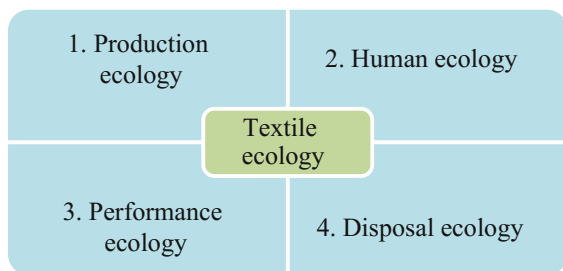 1. Production
ecology
2. Human ecology
Textile
ecology
3. Performance
ecology
4. Disposal ecology